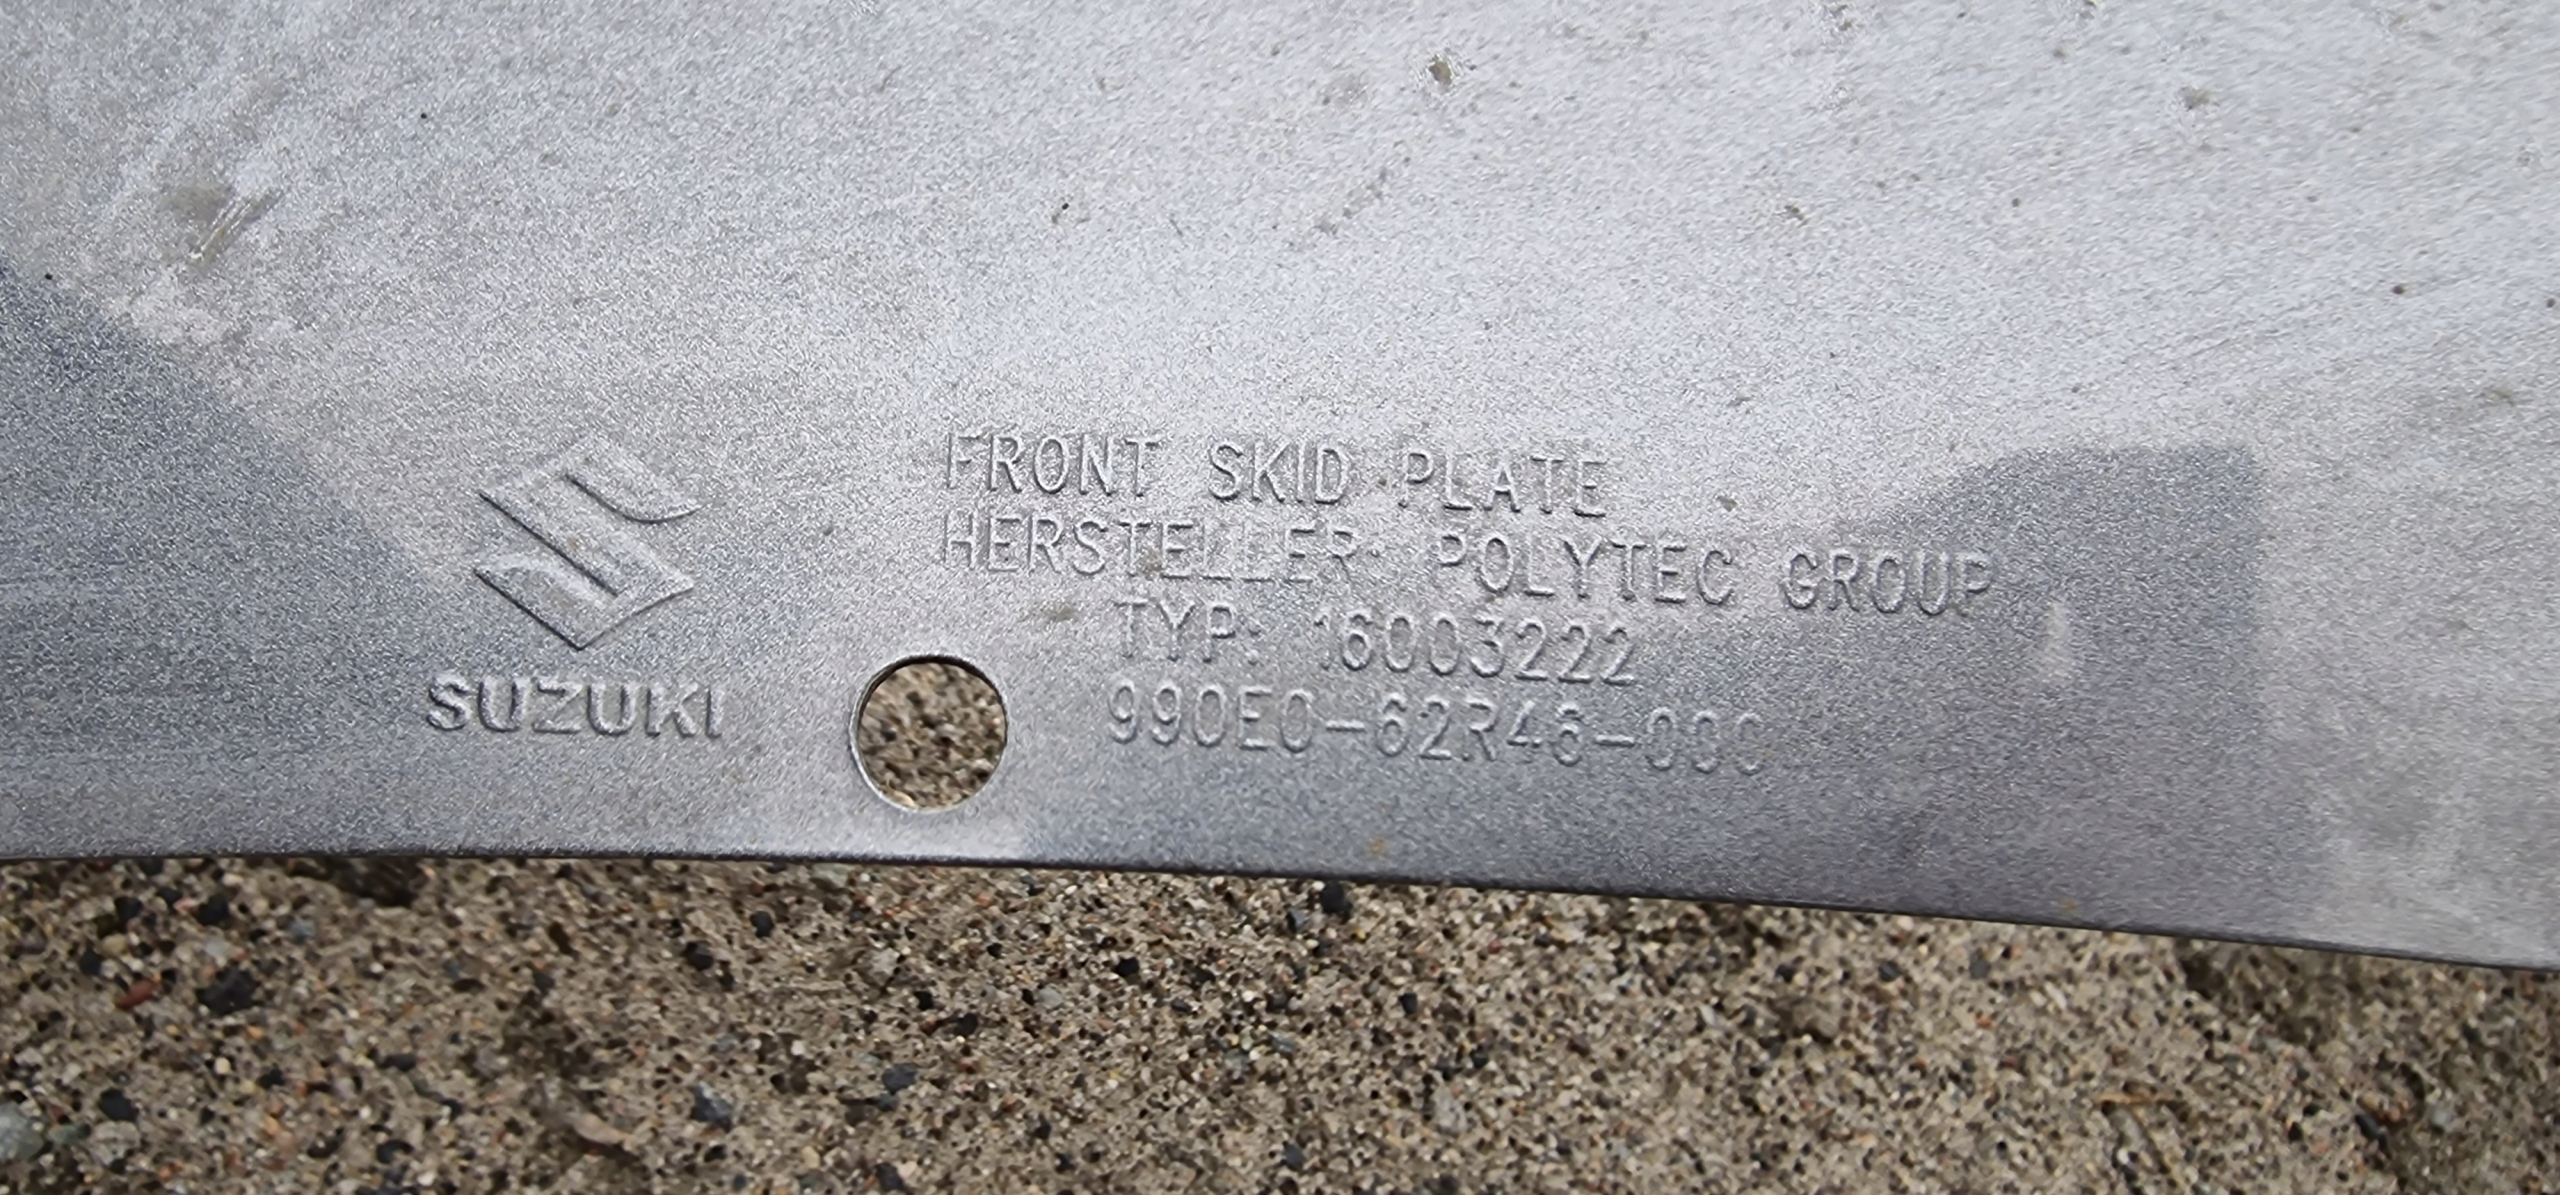 SUZUKI
FRONT SKID PLATE
HERSTELLER: POLYTEC GROUP
TYP: 16003222
990E0-62R46-000